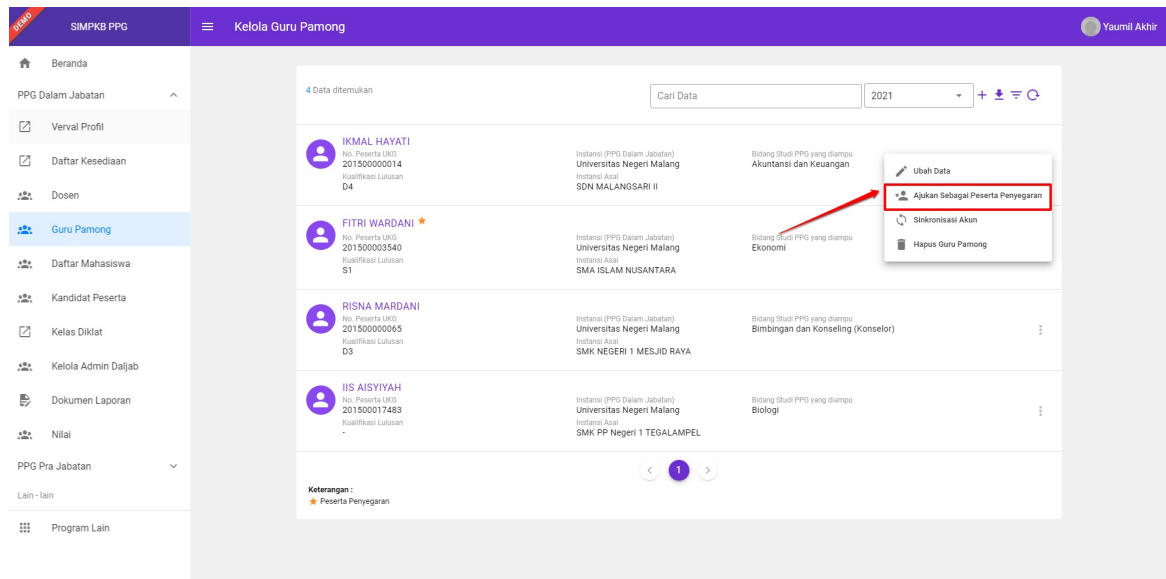 DEMO
SIMPKB PPG
Kelola Guru Pamong
Yaumil Akhir
Beranda
PPG Dalam Jabatan
Verval Profil
Daftar Kesediaan
Dosen
Guru Pamong
Daftar Mahasiswa
Kandidat Peserta
Kelas Diklat
Kelola Admin Daljab
Dokumen Laporan
Nilai
PPG Pra Jabatan
Lain - lain
Program Lain
4 Data ditemukan
Cari Data
2021
IKMAL HAYATI
No. Peserta UKG
201500000014
Kualifikasi Lulusan
D4
Instansi (PPG Dalam Jabatan)
Universitas Negeri Malang
Instansi Asal
SDN MALANGSARI II
Bidang Studi PPG yang diampu
Akuntansi dan Keuangan
Ubah Data
Ajukan Sebagai Peserta Penyegaran
Sinkronisasi Akun
Hapus Guru Pamong
FITRI WARDANI
No. Peserta UKG
201500003540
Kualifikasi Lulusan
S1
Instansi (PPG Dalam Jabatan)
Universitas Negeri Malang
Instansi Asal
SMA ISLAM NUSANTARA
Bidang Studi PPG yang diampu
Ekonomi
RISNA MARDANI
No. Peserta UKG
201500000065
Kualifikasi Lulusan
D3
Instansi (PPG Dalam Jabatan)
Universitas Negeri Malang
Instansi Asal
SMK NEGERI 1 MESJID RAYA
Bidang Studi PPG yang diampu
Bimbingan dan Konseling (Konselor)
IIS AISYIYAH
No. Peserta UKG
201500017483
Kualifikasi Lulusan
-
Instansi (PPG Dalam Jabatan)
Universitas Negeri Malang
Instansi Asal
SMK PP Negeri 1 TEGALAMPEL
Bidang Studi PPG yang diampu
Biologi
1
Keterangan :
Peserta Penyegaran